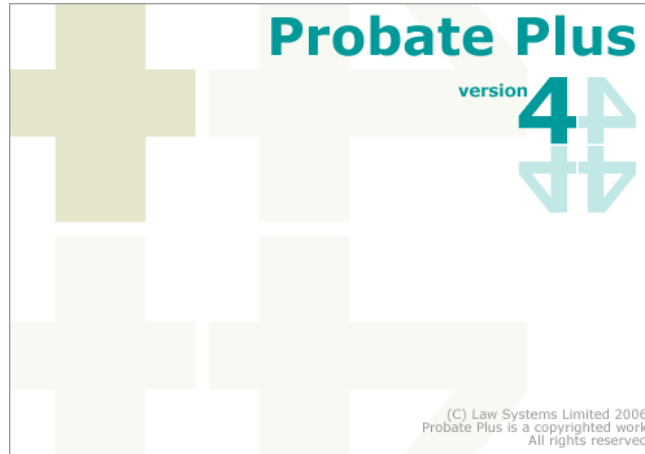 Probate Plus
version 4
(C) Law Systems Limited 2006
Probate Plus is a copyrighted work
All rights reserved